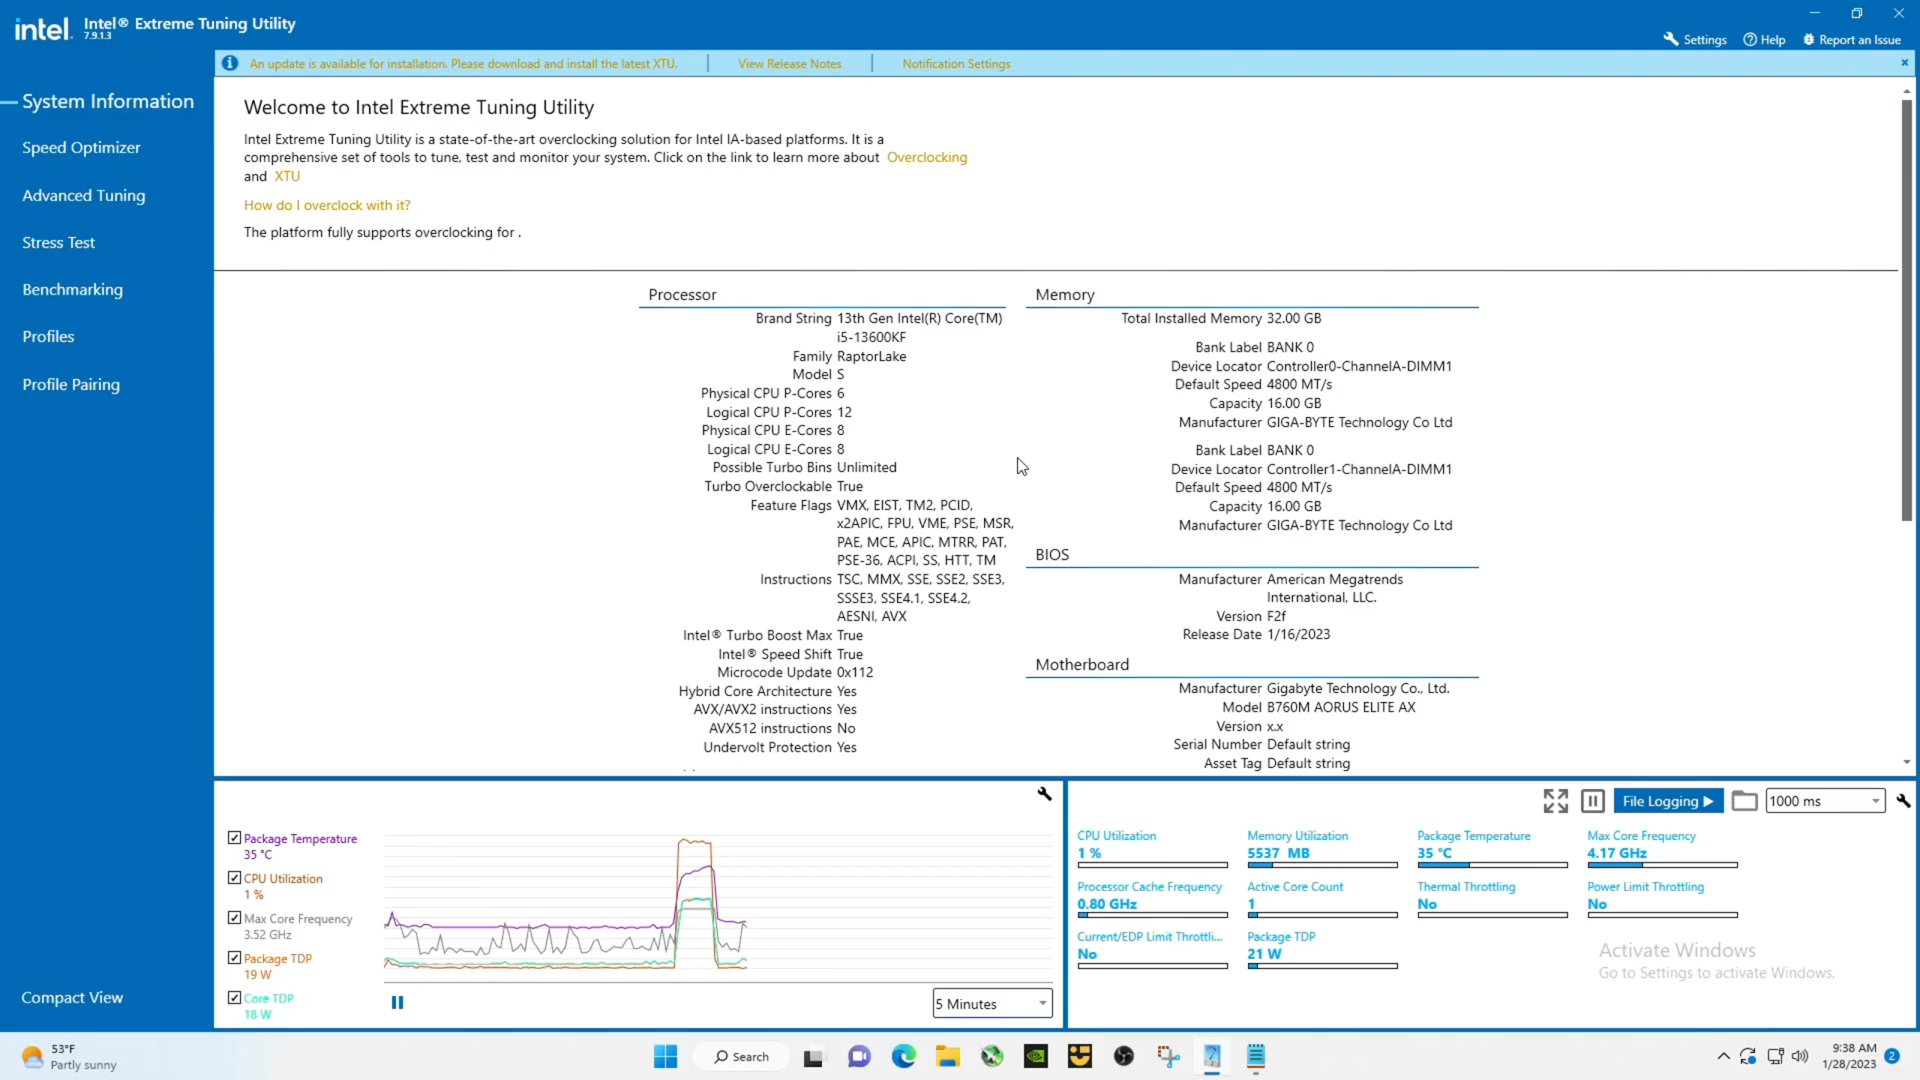 intel. Intel® Extreme Tuning Utility
7.9.1.3
Settings Help Report an Issue
An update is available for installation. Please download and install the latest XTU. View Release Notes Notification Settings
System Information
Speed Optimizer
Advanced Tuning
Stress Test
Benchmarking
Profiles
Profile Pairing
Compact View
Welcome to Intel Extreme Tuning Utility
Intel Extreme Tuning Utility is a state-of-the-art overclocking solution for Intel IA-based platforms. It is a
comprehensive set of tools to tune, test and monitor your system. Click on the link to learn more about Overclocking
and XTU
How do I overclock with it?
The platform fully supports overclocking for .
Processor
Brand String 13th Gen Intel(R) Core(TM)
i5-13600KF
Family RaptorLake
Model S
Physical CPU P-Cores 6
Logical CPU P-Cores 12
Physical CPU E-Cores 8
Logical CPU E-Cores 8
Possible Turbo Bins Unlimited
Turbo Overclockable True
Feature Flags VMX, EIST, TM2, PCID,
x2APIC, FPU, VME, PSE, MSR,
PAE, MCE, APIC, MTRR, PAT,
PSE-36, ACPI, SS, HTT, TM
Instructions TSC, MMX, SSE, SSE2, SSE3,
SSSE3, SSE4.1, SSE4.2,
AESNI, AVX
Intel® Turbo Boost Max True
Intel® Speed Shift True
Microcode Update 0x112
Hybrid Core Architecture Yes
AVX/AVX2 instructions Yes
AVX512 instructions No
Undervolt Protection Yes
Memory
Total Installed Memory 32.00 GB
Bank Label BANK 0
Device Locator Controller0-ChannelA-DIMM1
Default Speed 4800 MT/s
Capacity 16.00 GB
Manufacturer GIGA-BYTE Technology Co Ltd
Bank Label BANK 0
Device Locator Controller1-ChannelA-DIMM1
Default Speed 4800 MT/s
Capacity 16.00 GB
Manufacturer GIGA-BYTE Technology Co Ltd
BIOS
Manufacturer American Megatrends
International, LLC.
Version F2f
Release Date 1/16/2023
Motherboard
Manufacturer Gigabyte Technology Co., Ltd.
Model B760M AORUS ELITE AX
Version x.x
Serial Number Default string
Asset Tag Default string
Package Temperature
35 °C
CPU Utilization
1 %
Max Core Frequency
3.52 GHz
Package TDP
19 W
Core TDP
18 W
5 Minutes
File Logging 1000 ms
CPU Utilization Memory Utilization Package Temperature Max Core Frequency
1 % 5537 MB 35 °C 4.17 GHz
Processor Cache Frequency Active Core Count Thermal Throttling Power Limit Throttling
0.80 GHz 1 No No
Current/EDP Limit Throttli... Package TDP
No 21 W
Activate Windows
Go to Settings to activate Windows.
53°F
Partly sunny
Search
9:38 AM
1/28/2023
2